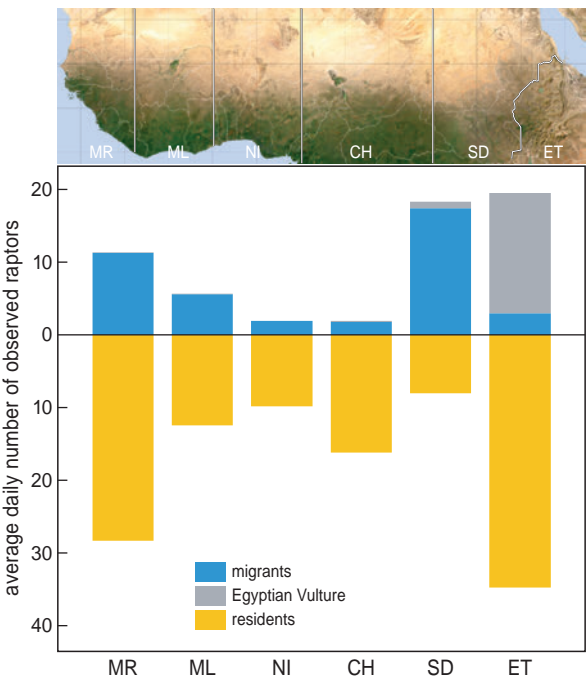 MR ML NI CH SD ET
20
10
0
10
20
30
40
average daily number of observed raptors
migrants
Egyptian Vulture
residents
MR ML NI CH SD ET